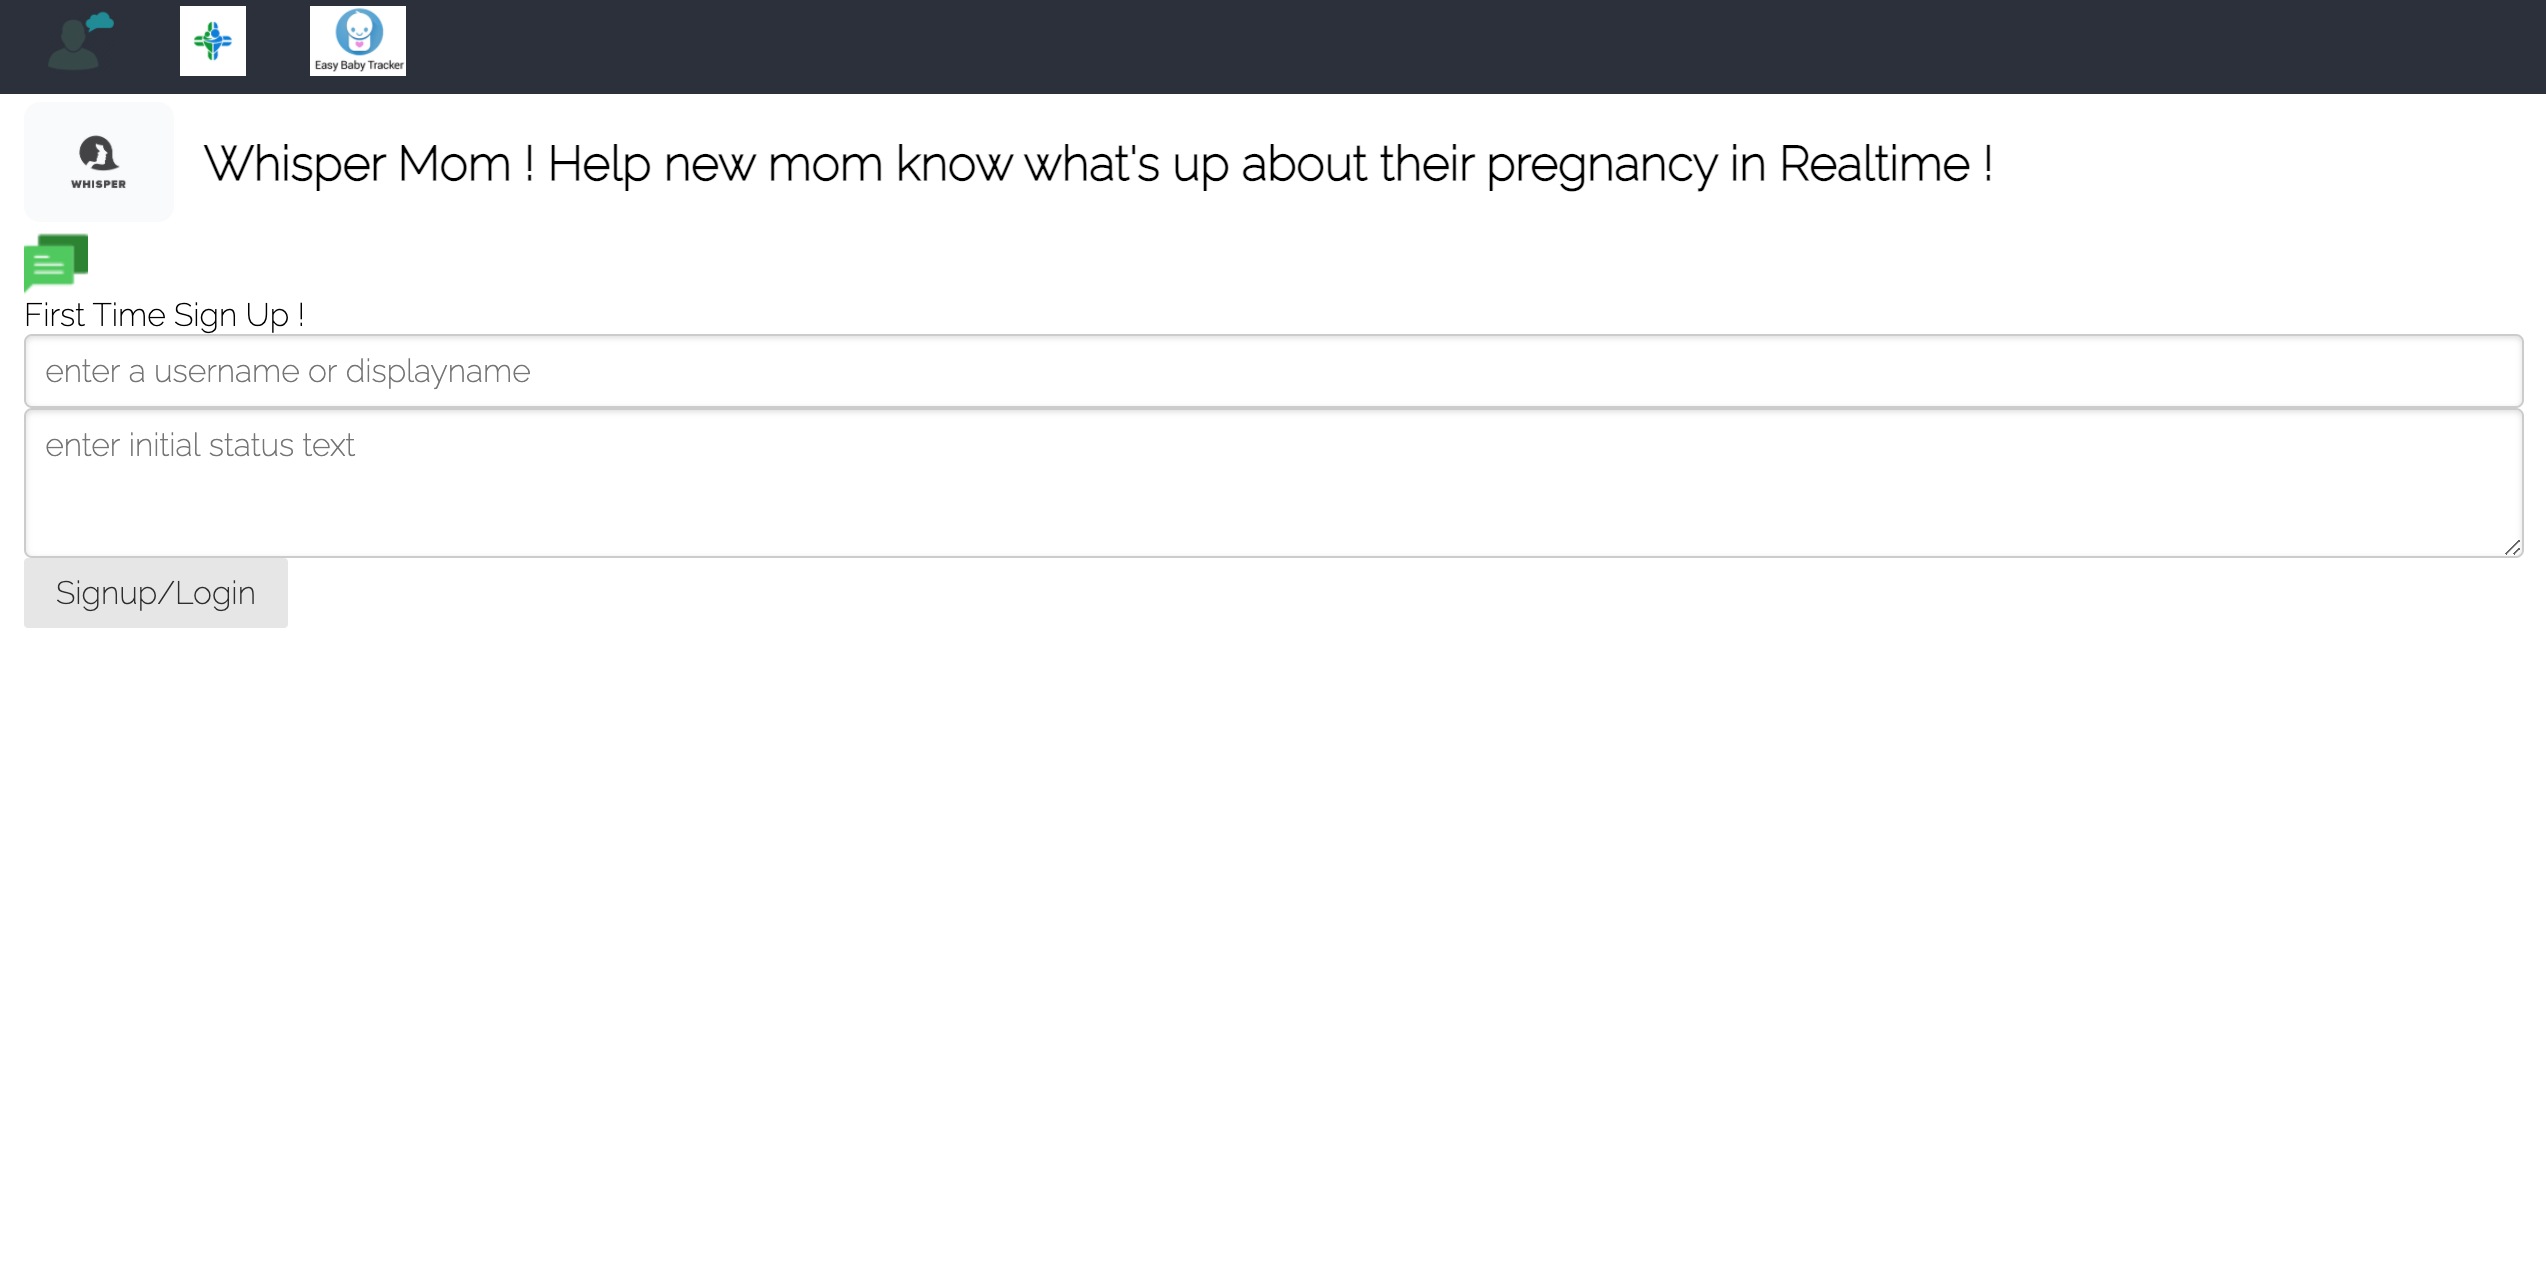 Easy Baby Tracker
WHISPER
Whisper Mom ! Help new mom know what's up about their pregnancy in Realtime !
First Time Sign Up !
enter a username or displayname
enter initial status text
Signup/Login